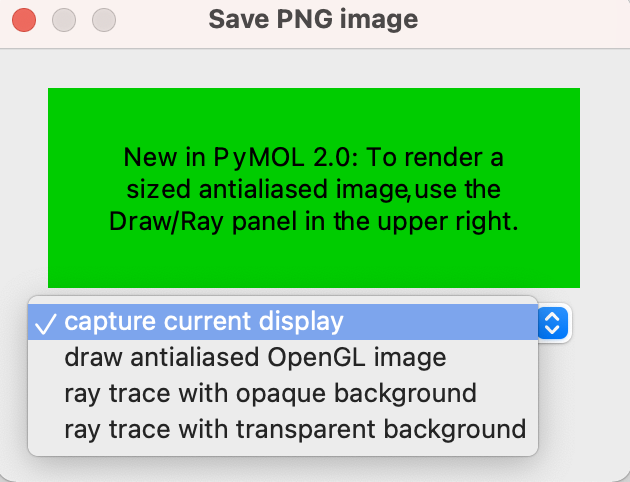 Save PNG image
New in PyMOL 2.0: To render a
sized antialiased image,use the
Draw/Ray panel in the upper right.
capture current display
draw antialiased OpenGL image
ray trace with opaque background
ray trace with transparent background